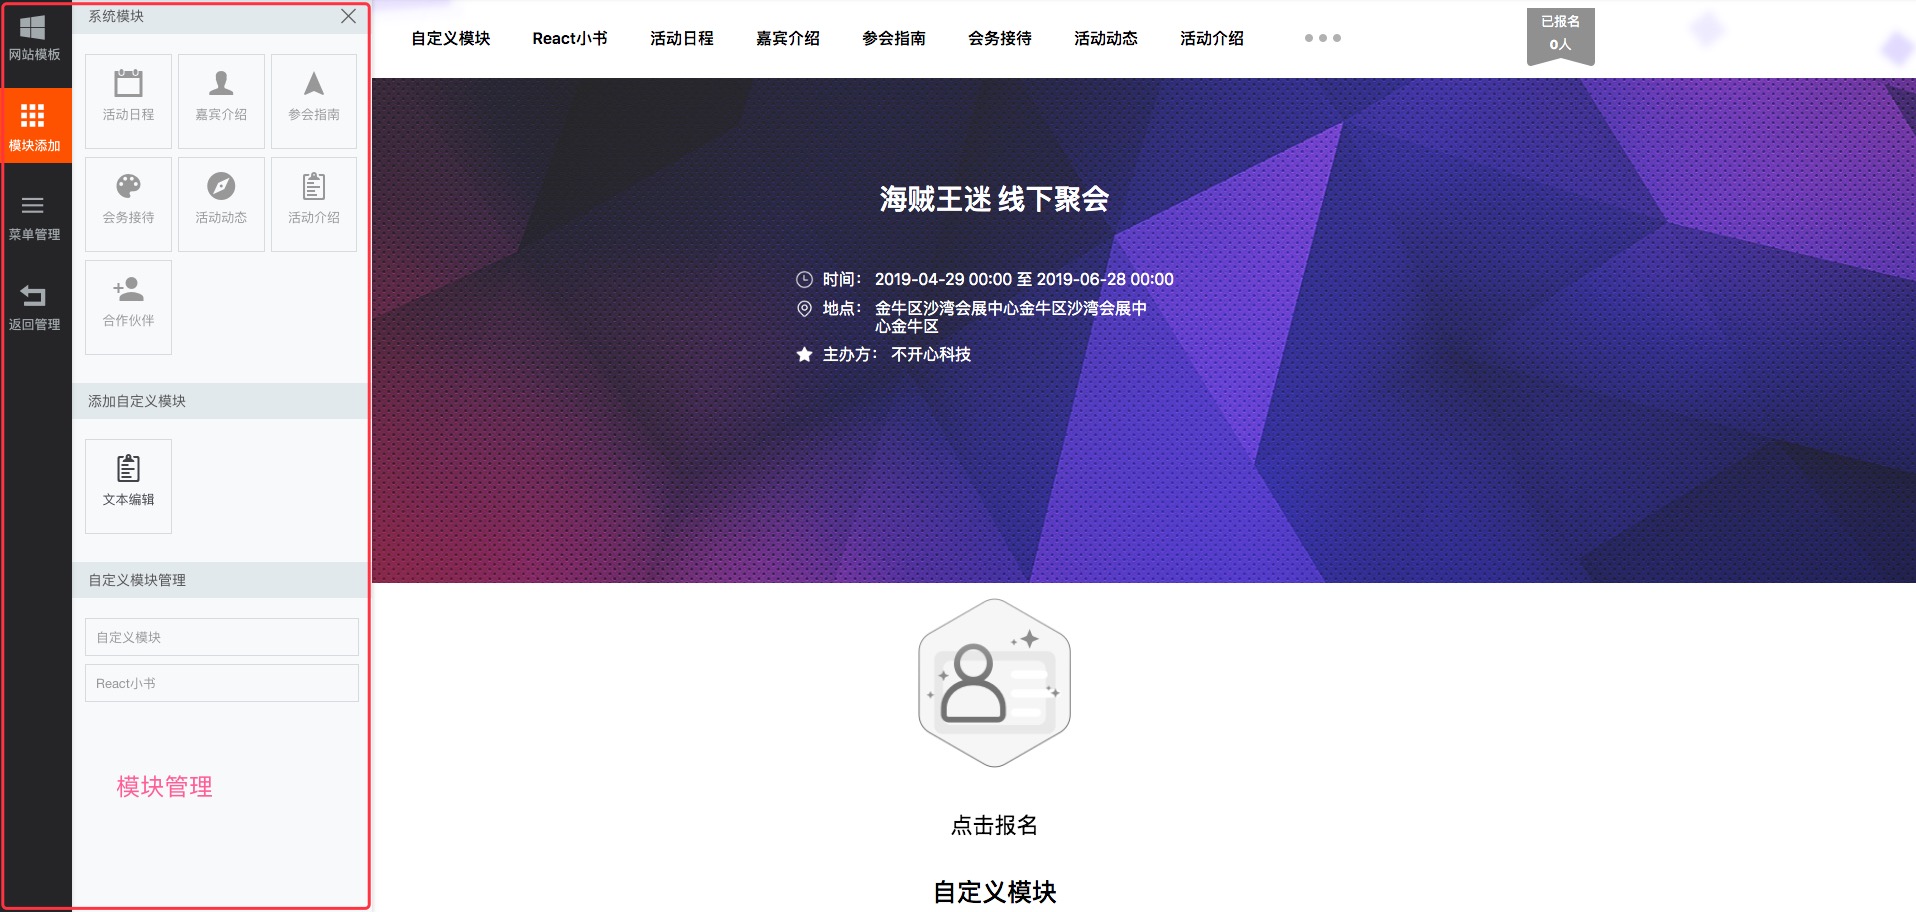 网站模板
模块添加
菜单管理
返回管理
系统模块
活动日程
嘉宾介绍
参会指南
会务接待
活动动态
活动介绍
合作伙伴
添加自定义模块
文本编辑
自定义模块管理
自定义模块
React小书
模块管理
自定义模块
React小书
活动日程
嘉宾介绍
参会指南
会务接待
活动动态
活动介绍
已报名
0人
海贼王迷 线下聚会
时间： 2019-04-29 00:00 至 2019-06-28 00:00
地点： 金牛区沙湾会展中心金牛区沙湾会展中
心金牛区
主办方： 不开心科技
点击报名
自定义模块